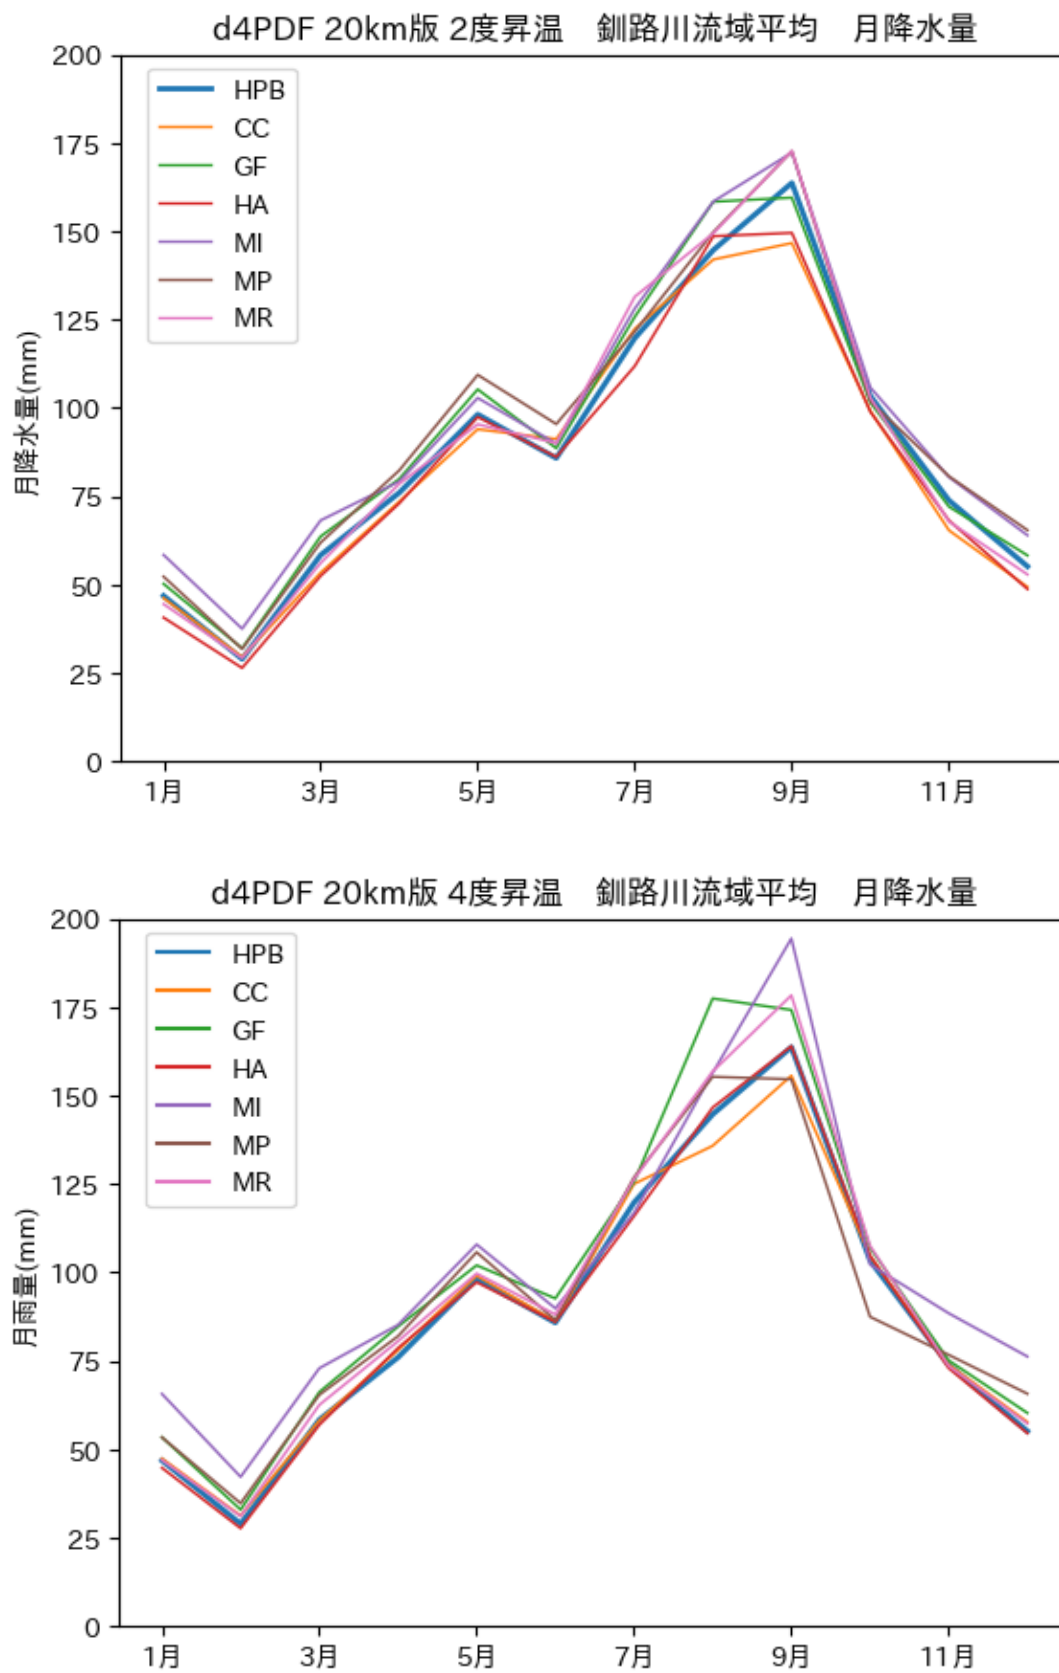 d4PDF 20km版 2度昇温　釧路川流域平均　月降水量
200
175
150
125
100
75
50
25
0
月降水量(mm)
HPB
CC
GF
HA
MI
MP
MR
1月 3月 5月 7月 9月 11月
d4PDF 20km版 4度昇温　釧路川流域平均　月降水量
200
175
150
125
100
75
50
25
0
月雨量(mm)
HPB
CC
GF
HA
MI
MP
MR
1月 3月 5月 7月 9月 11月